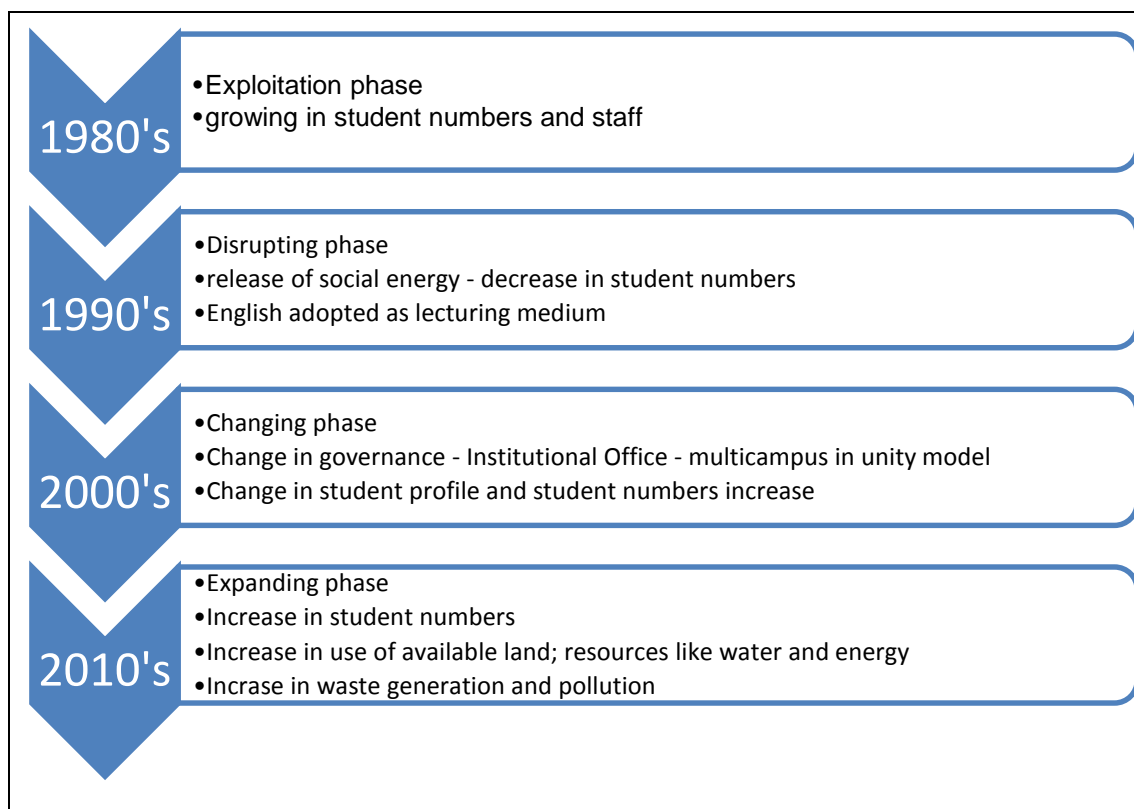 1980's
•Exploitation phase
•growing in student numbers and staff
1990's
•Disrupting phase
•release of social energy - decrease in student numbers
•English adopted as lecturing medium
2000's
•Changing phase
•Change in governance - Institutional Office - multicampus in unity model
•Change in student profile and student numbers increase
2010's
•Expanding phase
•Increase in student numbers
•Increase in use of available land; resources like water and energy
•Incrase in waste generation and pollution